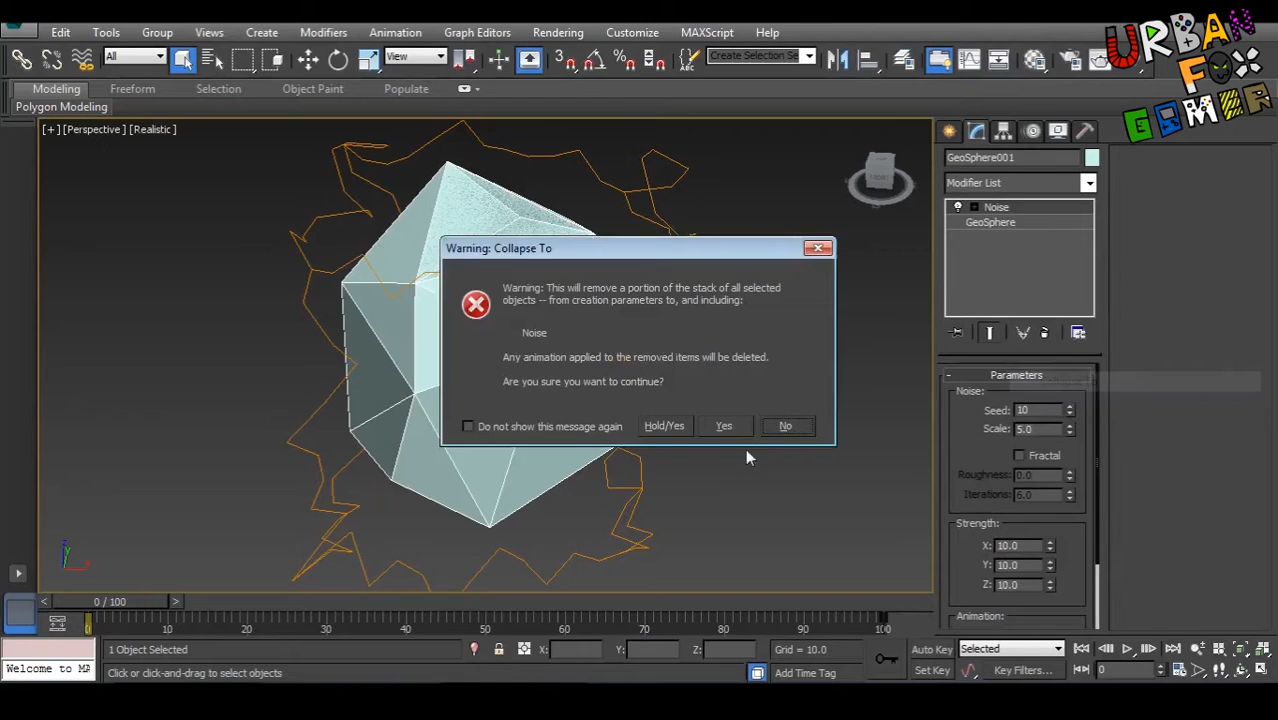 Edit Tools Group Views Create Modifiers Animation Graph Editors Rendering Customize MAXScript Help
URBAN
FOX
GAMER
All View 3 Create Selection Se
Modeling Freeform Selection Object Paint Populate
Polygon Modeling
[+] [Perspective] [Realistic]
GeoSphere001
Modifier List
Noise
GeoSphere
Warning: Collapse To
Warning: This will remove a portion of the stack of all selected
objects -- from creation parameters to, and including:
Noise
Any animation applied to the removed items will be deleted.
Are you sure you want to continue?
Do not show this message again Hold/Yes Yes No
- Parameters
Noise:
Seed: 10
Scale: 5.0
Fractal
Roughness: 0.0
Iterations: 6.0
Strength:
X: 10.0
Y: 10.0
Z: 10.0
Animation:
< 0 / 100 >
0 10 20 30 40 50 60 70 80 90 100
1 Object Selected X: Y: Z: Grid = 10.0 Auto Key Selected
Welcome to MA Click or click-and-drag to select objects Add Time Tag Set Key Key Filters... 0